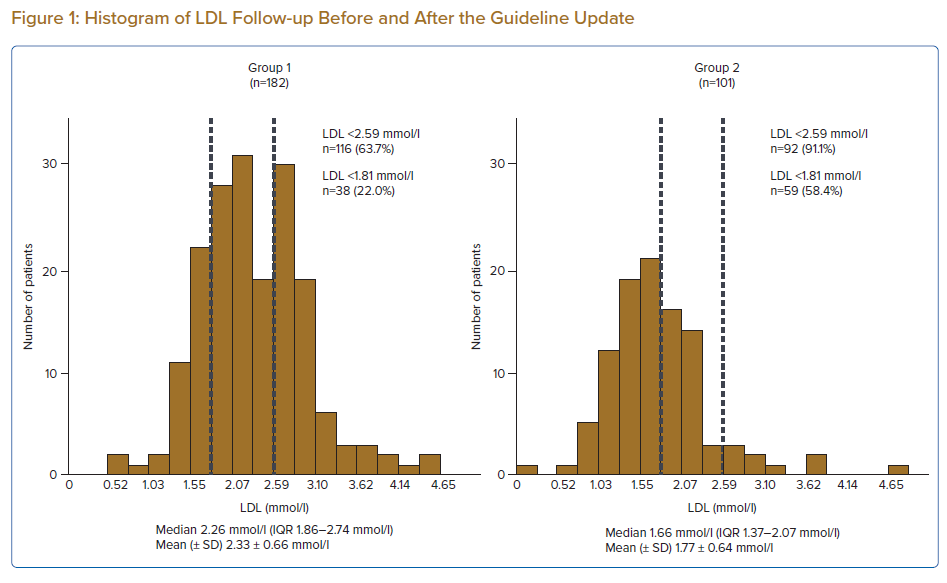 Figure 1: Histogram of LDL Follow-up Before and After the Guideline Update
Group 1
(n=182)
LDL <2.59 mmol/l
n=116 (63.7%)
LDL <1.81 mmol/l
n=38 (22.0%)
Number of patients
30
20
10
0
0 0.52 1.03 1.55 2.07 2.59 3.10 3.62 4.14 4.65
LDL (mmol/l)
Median 2.26 mmol/l (IQR 1.86–2.74 mmol/l)
Mean (± SD) 2.33 ± 0.66 mmol/l
Group 2
(n=101)
LDL <2.59 mmol/l
n=92 (91.1%)
LDL <1.81 mmol/l
n=59 (58.4%)
Number of patients
30
20
10
0
0 0.52 1.03 1.55 2.07 2.59 3.10 3.62 4.14 4.65
LDL (mmol/l)
Median 1.66 mmol/l (IQR 1.37–2.07 mmol/l)
Mean (± SD) 1.77 ± 0.64 mmol/l